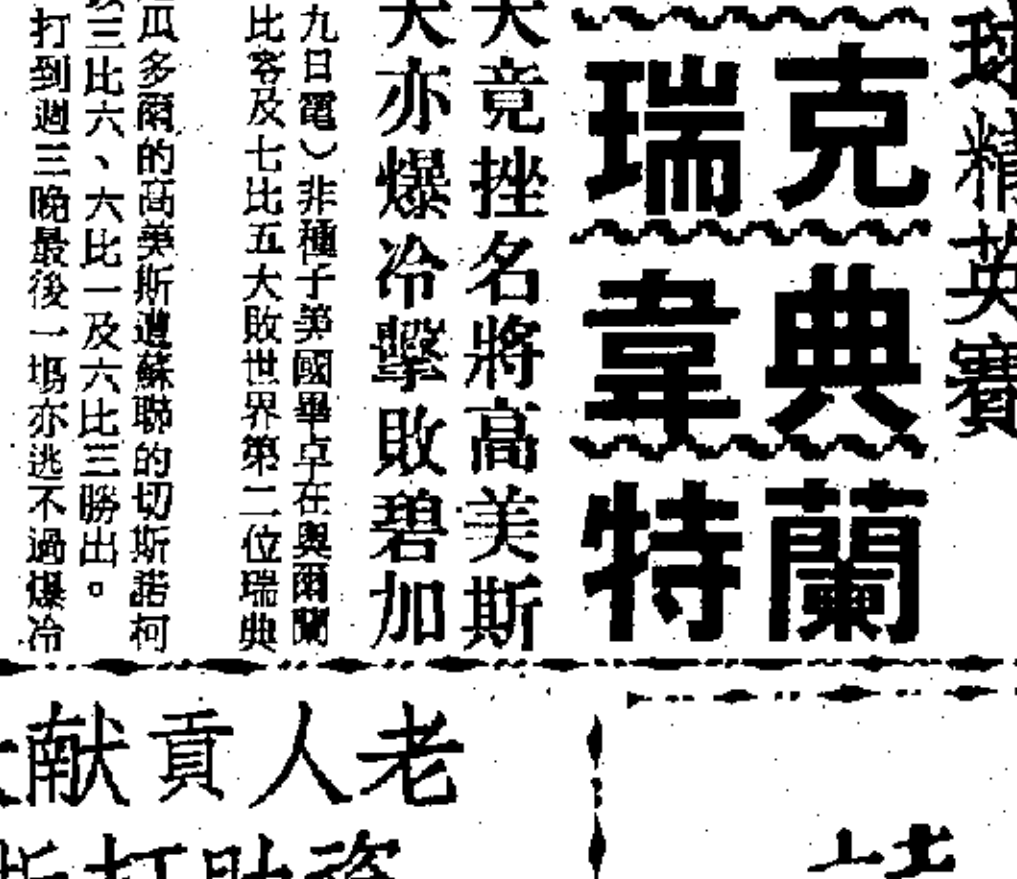 球精英賽
克典蘭
瑞韋特
大竟挫名將高美斯
大亦爆冷擊敗碧加
九日電）非種子美國畢卓在奧爾蘭
比客及七比五大敗世界第二位瑞典
瓜多爾的高美斯遭蘇聯的切斯諾柯
三比六、六比一及六比三勝出。
打到週三晚最後一場亦逃不過爆冷
老人貢献